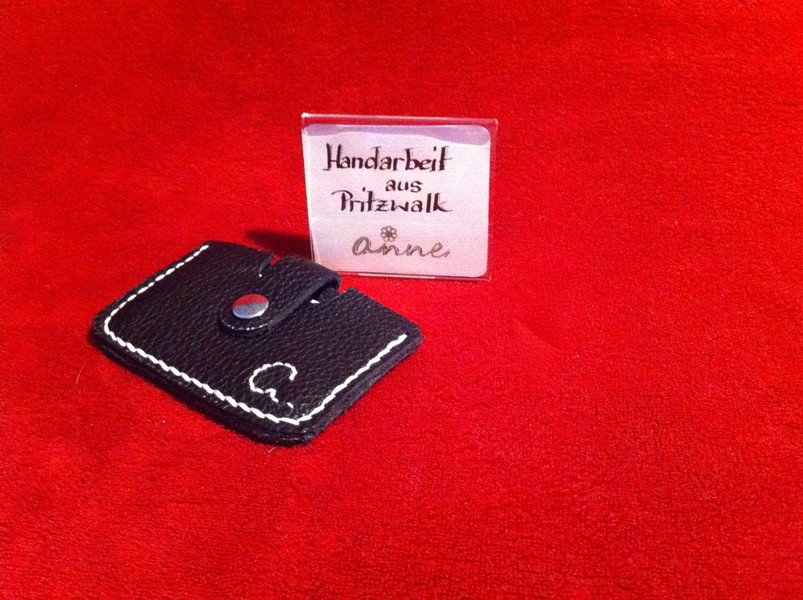 Handarbeit
aus
Pritzwalk
anne.
a.